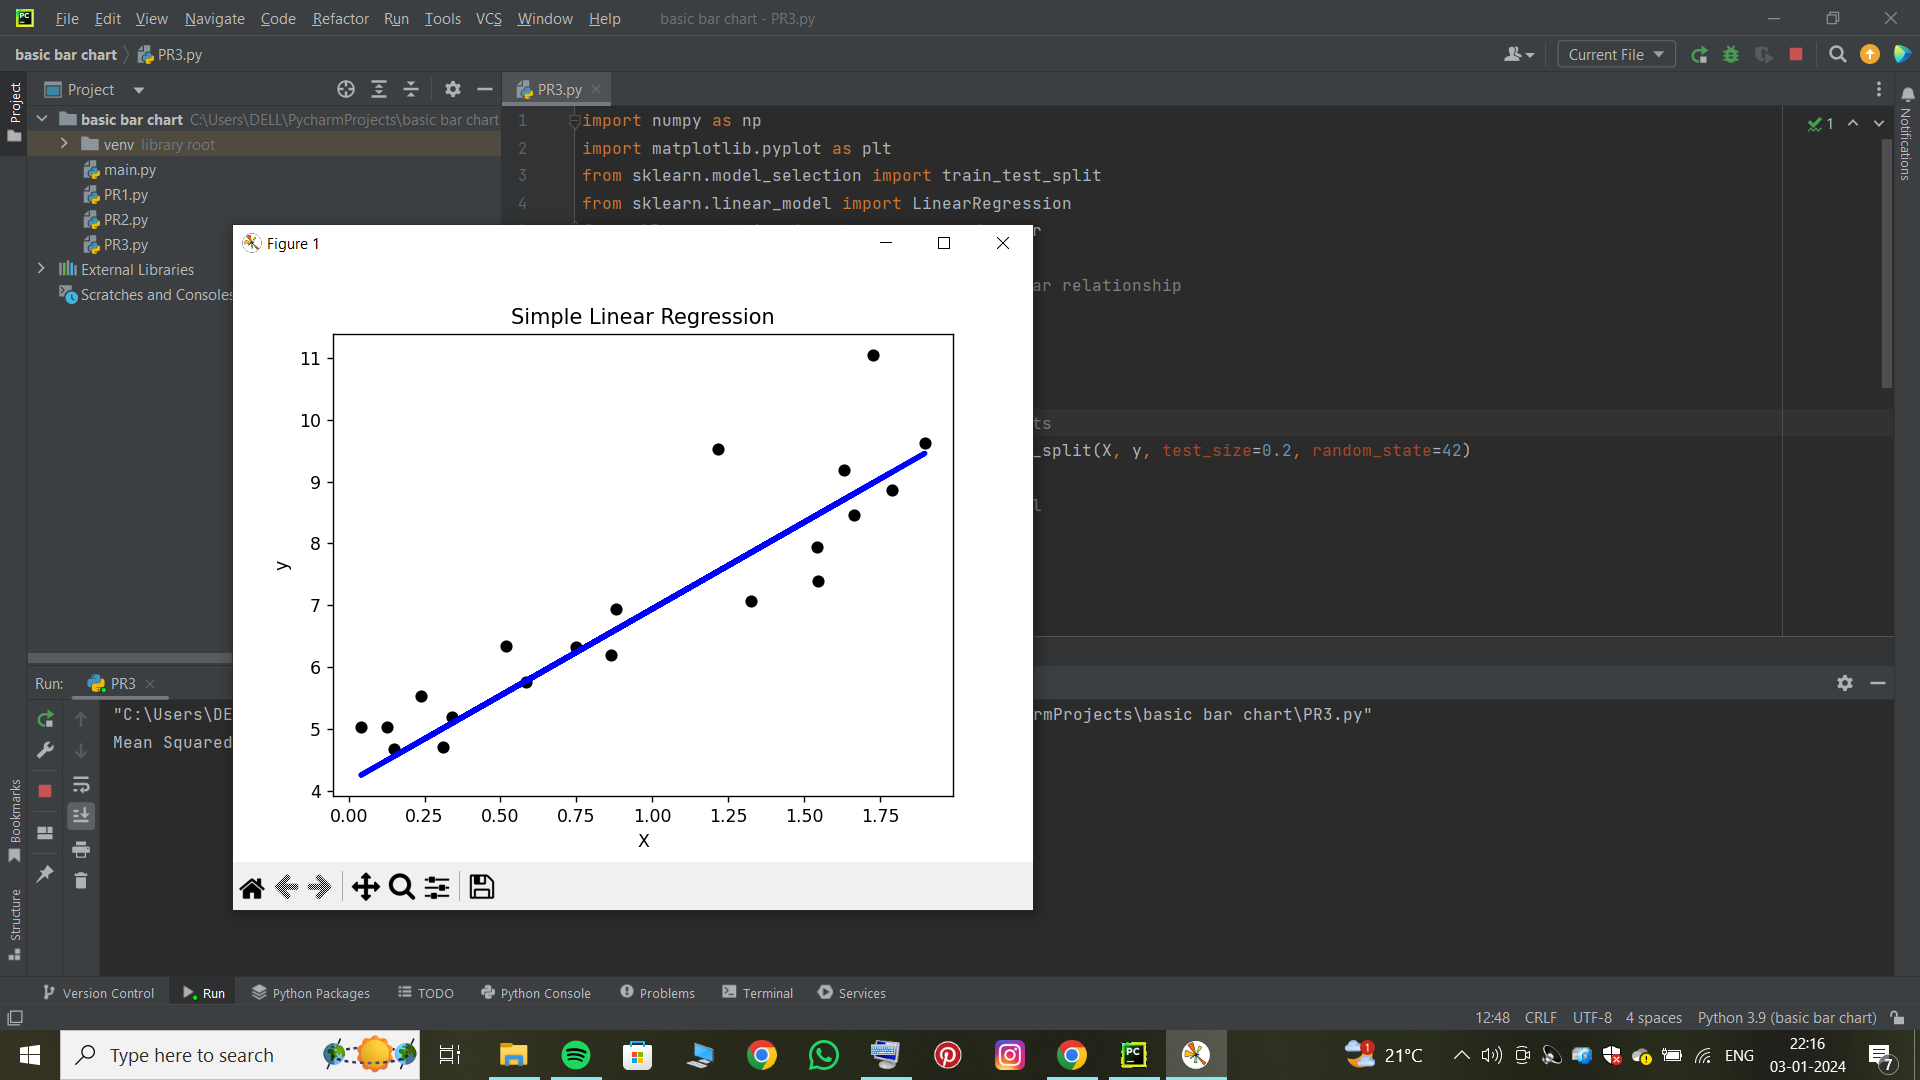 File Edit View Navigate Code Refactor Run Tools VCS Window Help basic bar chart - PR3.py
basic bar chart PR3.py
Current File
Project
Project
PR3.py
basic bar chart C:\Users\DELL\PycharmProjects\basic bar chart
venv library root
main.py
PR1.py
PR2.py
PR3.py
External Libraries
Scratches and Consoles
1 import numpy as np
2 import matplotlib.pyplot as plt
3 from sklearn.model_selection import train_test_split
4 from sklearn.linear_model import LinearRegression
1
Notifications
relationship
_split(X, y, test_size=0.2, random_state=42)
Figure 1
Simple Linear Regression
11
10
9
8
7
6
5
4
y
0.00 0.25 0.50 0.75 1.00 1.25 1.50 1.75
X
Run: PR3
"C:\Users\DE
rmProjects\basic bar chart\PR3.py"
Mean Squared
Bookmarks
Structure
Version Control Run Python Packages TODO Python Console Problems Terminal Services
12:48 CRLF UTF-8 4 spaces Python 3.9 (basic bar chart)
Type here to search
1 21°C ENG 22:16
03-01-2024
7